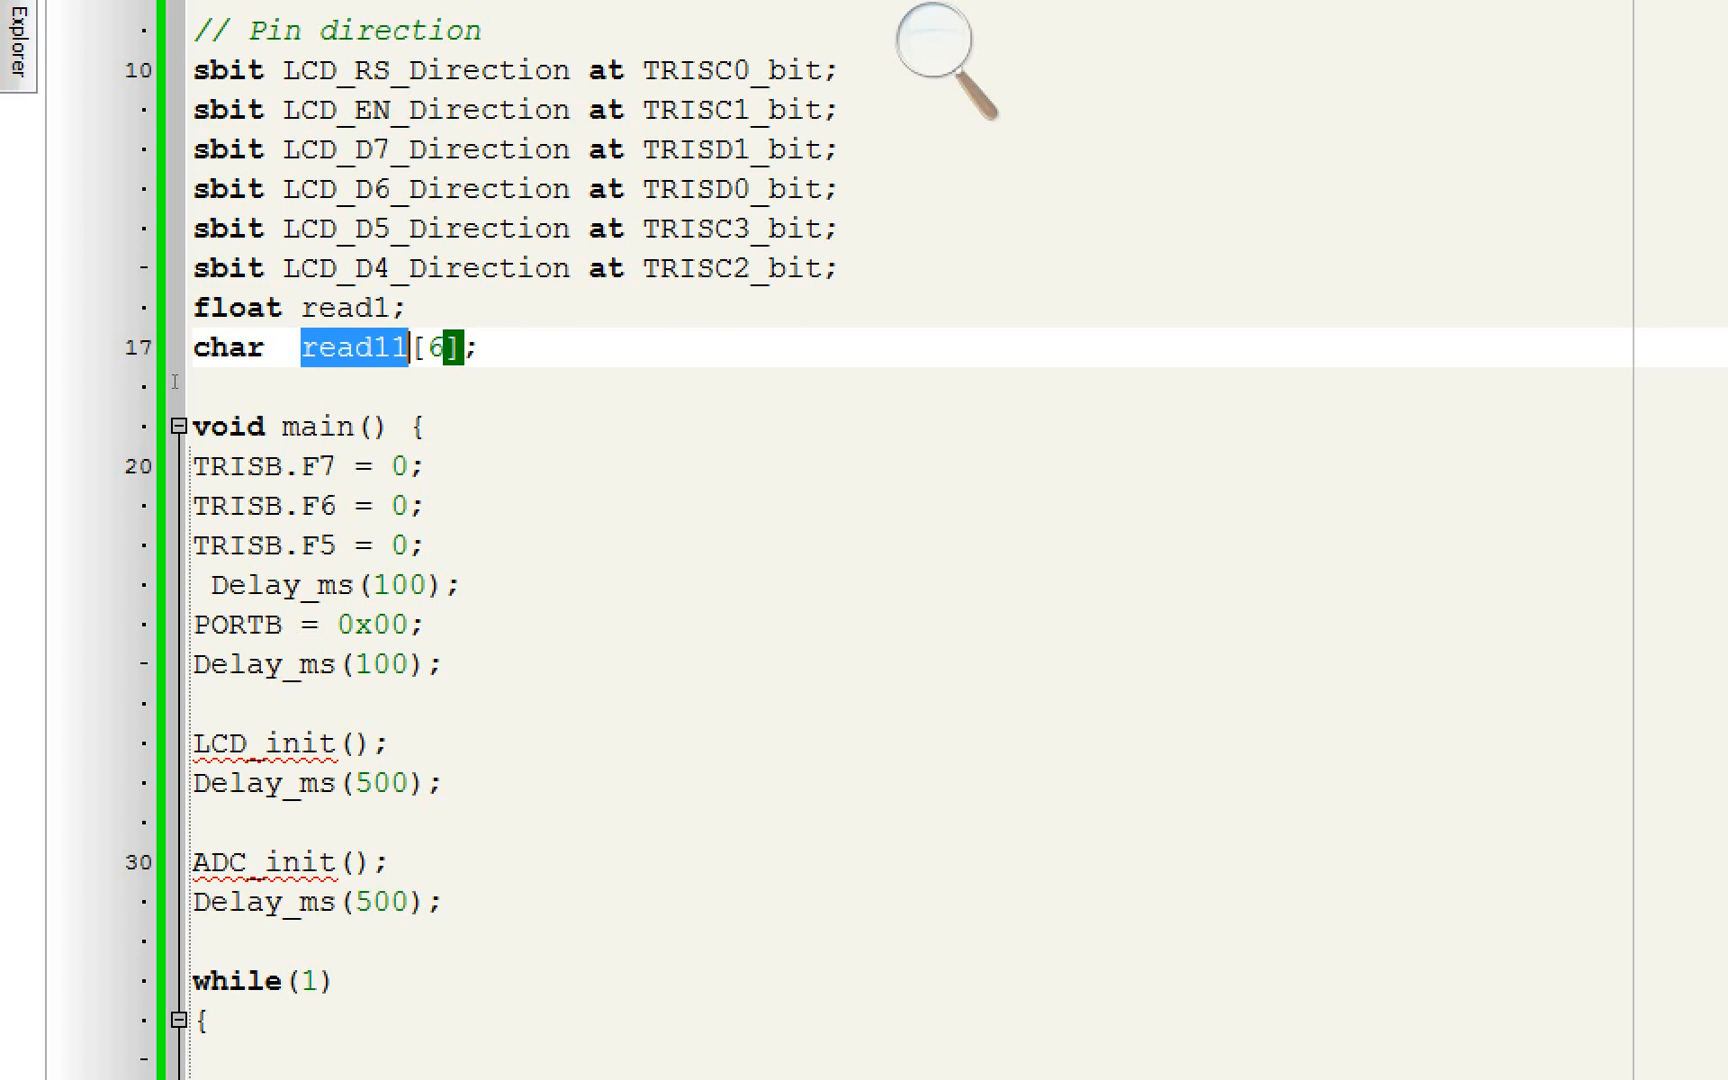 Explorer
// Pin direction
10 sbit LCD_RS_Direction at TRISC0_bit;
sbit LCD_EN_Direction at TRISC1_bit;
sbit LCD_D7_Direction at TRISD1_bit;
sbit LCD_D6_Direction at TRISD0_bit;
sbit LCD_D5_Direction at TRISC3_bit;
sbit LCD_D4_Direction at TRISC2_bit;
float read1;
17 char  read11[6];
void main() {
20 TRISB.F7 = 0;
TRISB.F6 = 0;
TRISB.F5 = 0;
Delay_ms(100);
PORTB = 0x00;
Delay_ms(100);
LCD_init();
Delay_ms(500);
30 ADC_init();
Delay_ms(500);
while(1)
{